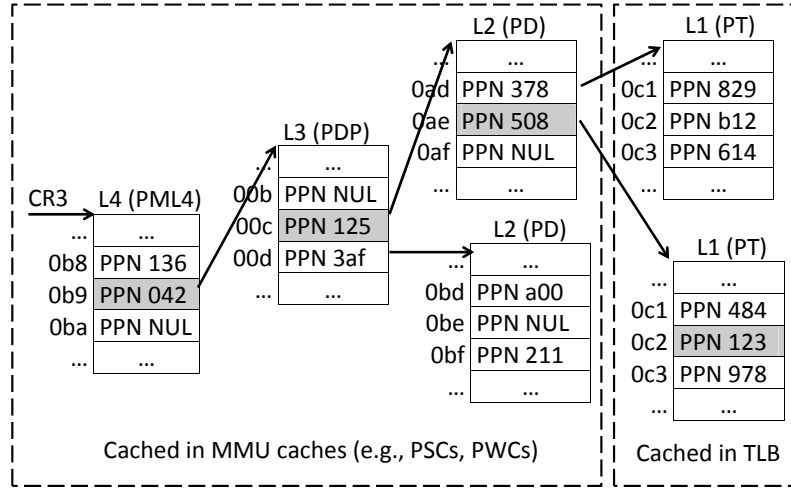 CR3
L4 (PML4)
... ...
0b8 PPN 136
0b9 PPN 042
0ba PPN NUL
... ...
L3 (PDP)
... ...
00b PPN NUL
00c PPN 125
00d PPN 3af
... ...
L2 (PD)
... ...
0ad PPN 378
0ae PPN 508
0af PPN NUL
... ...
L2 (PD)
... ...
0bd PPN a00
0be PPN NUL
0bf PPN 211
... ...
Cached in MMU caches (e.g., PSCs, PWCs)
L1 (PT)
... ...
0c1 PPN 829
0c2 PPN b12
0c3 PPN 614
... ...
L1 (PT)
... ...
0c1 PPN 484
0c2 PPN 123
0c3 PPN 978
... ...
Cached in TLB